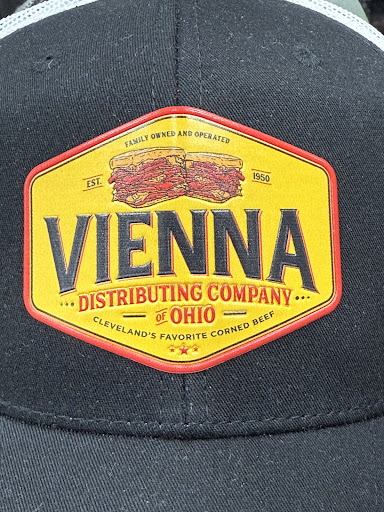 FAMILY OWNED AND OPERATED
EST. 1950
VIENNA
DISTRIBUTING COMPANY
OF OHIO
CLEVELAND'S FAVORITE CORNED BEEF